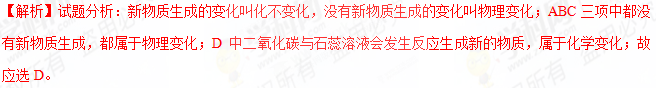 【解析】试题分析：新物质生成的变化叫化不变化，没有新物质生成的变化叫物理变化；ABC 三项中都没
有新物质生成，都属于物理变化；D 中二氧化碳与石蕊溶液会发生反应生成新的物质，属于化学变化；故
应选 D。